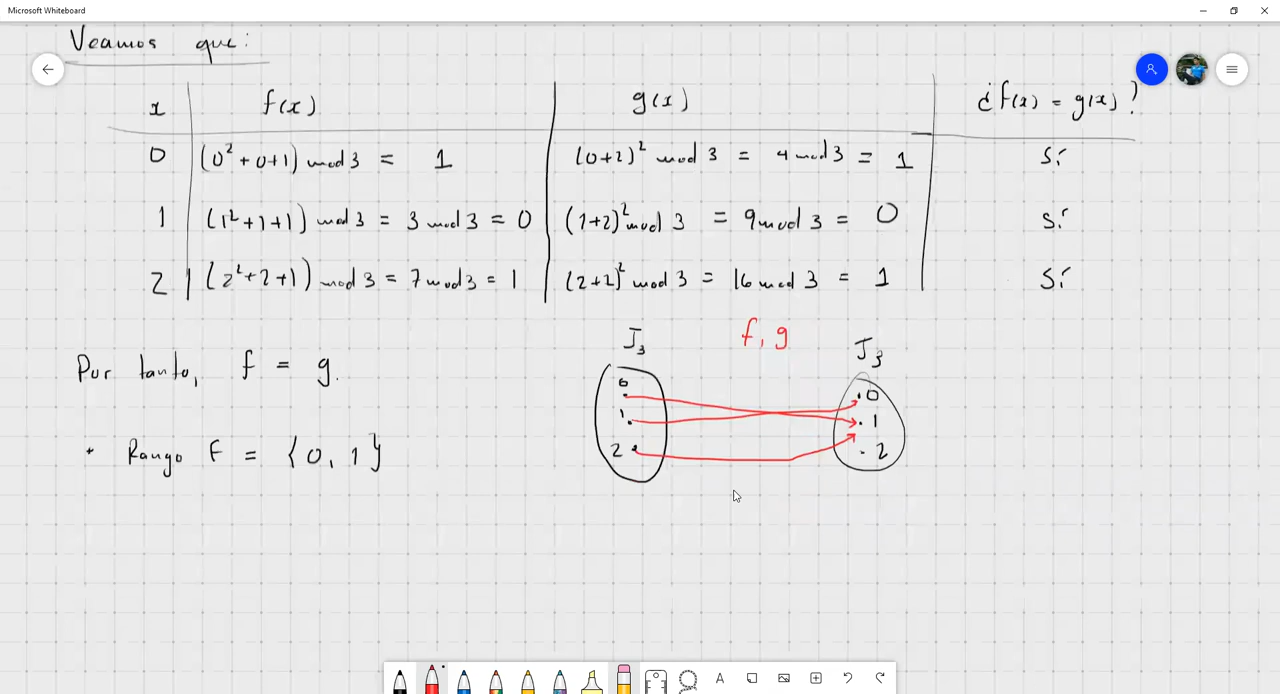 Microsoft Whiteboard
Veamos que:
x f(x) g(x) ¿f(x) = g(x)?
0 (0² + 0+1) mod 3 = 1 (0+2)² mod 3 = 4 mod 3 = 1 Sí
1 (1² +1+1) mod 3 = 3 mod 3 = 0 (1+2)² mod 3 = 9 mod 3 = 0 Sí
2 (2²+2+1) mod 3 = 7 mod 3 = 1 (2+2)² mod 3 = 16 mod 3 = 1 Sí
J₃ f, g J₃
Por tanto, f = g.
0 0
1 1
2 2
* Rango F = {0, 1}
A